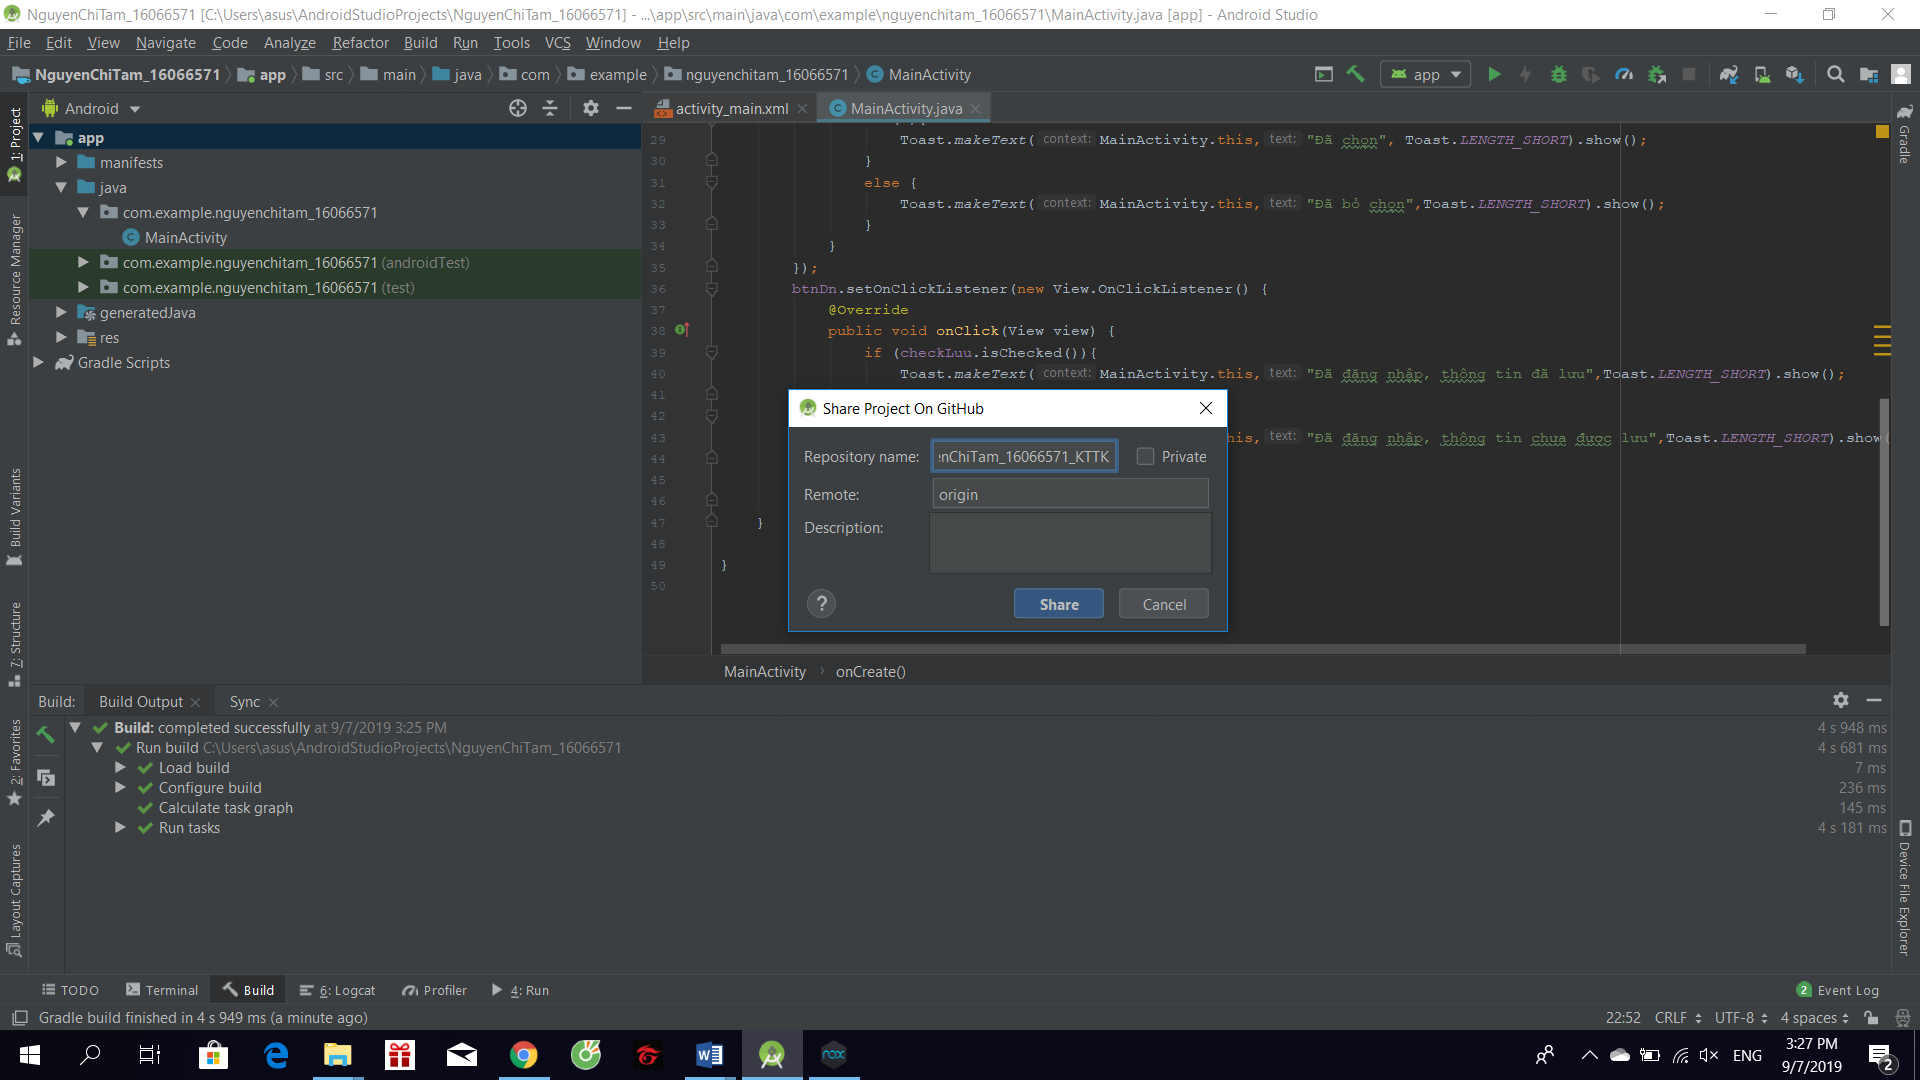 NguyenChiTam_16066571 [C:\Users\asus\AndroidStudioProjects\NguyenChiTam_16066571] - ...\app\src\main\java\com\example\nguyenchitam_16066571\MainActivity.java [app] - Android Studio
File Edit View Navigate Code Analyze Refactor Build Run Tools VCS Window Help
NguyenChiTam_16066571 app src main java com example nguyenchitam_16066571 MainActivity app
Android
activity_main.xml MainActivity.java
1: Project
Resource Manager
Build Variants
7: Structure
2: Favorites
Layout Captures
app
manifests
java
com.example.nguyenchitam_16066571
MainActivity
com.example.nguyenchitam_16066571 (androidTest)
com.example.nguyenchitam_16066571 (test)
generatedJava
res
Gradle Scripts
29 Toast.makeText( context: MainActivity.this, text: "Đã chọn", Toast.LENGTH_SHORT).show();
30 }
31 else {
32 Toast.makeText( context: MainActivity.this, text: "Đã bỏ chọn",Toast.LENGTH_SHORT).show();
33 }
34 }
35 });
36 btnDn.setOnClickListener(new View.OnClickListener() {
37 @Override
38 public void onClick(View view) {
39 if (checkLuu.isChecked()){
40 Toast.makeText( context: MainActivity.this, text: "Đã đăng nhập, thông tin đã lưu",Toast.LENGTH_SHORT).show();
41
42
43 his, text: "Đã đăng nhập, thông tin chưa được lưu",Toast.LENGTH_SHORT).show(
44
45
46
47 }
48
49 }
50
Share Project On GitHub
Repository name: enChiTam_16066571_KTTK Private
Remote: origin
Description:
? Share Cancel
MainActivity › onCreate()
Gradle
Device File Explorer
Build: Build Output Sync
Build: completed successfully at 9/7/2019 3:25 PM 4 s 948 ms
Run build C:\Users\asus\AndroidStudioProjects\NguyenChiTam_16066571 4 s 681 ms
Load build 7 ms
Configure build 236 ms
Calculate task graph 145 ms
Run tasks 4 s 181 ms
TODO Terminal Build 6: Logcat Profiler 4: Run 2 Event Log
Gradle build finished in 4 s 949 ms (a minute ago) 22:52 CRLF UTF-8 4 spaces
nox ENG 3:27 PM
9/7/2019 2